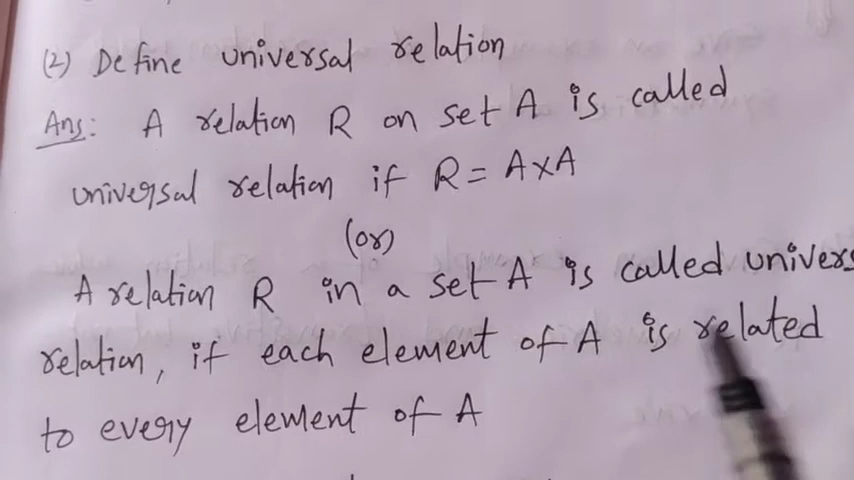 (2) Define universal relation
Ans: A relation R on set A is called
universal relation if R = A×A
(or)
A relation R in a set A is called univers
relation, if each element of A is related
to every element of A